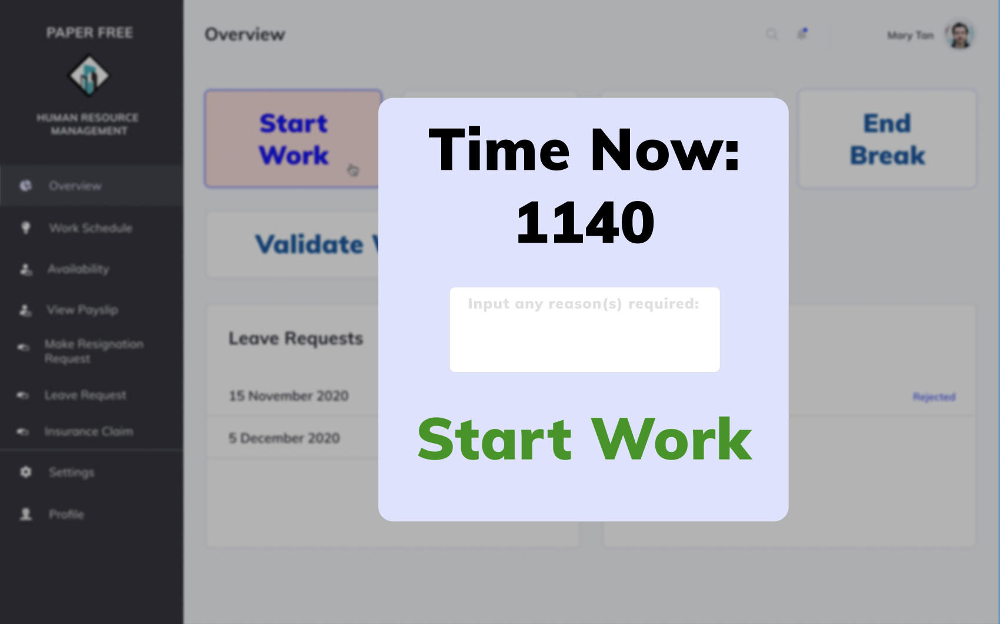 PAPER FREE
HUMAN RESOURCE
MANAGEMENT
Overview
Work Schedule
Availability
View Payslip
Make Resignation
Request
Leave Request
Insurance Claim
Settings
Profile
Overview
Mary Tan
Start
Work
End
Break
Validate
Leave Requests
15 November 2020
5 December 2020
Rejected
Time Now:
1140
Input any reason(s) required:
Start Work